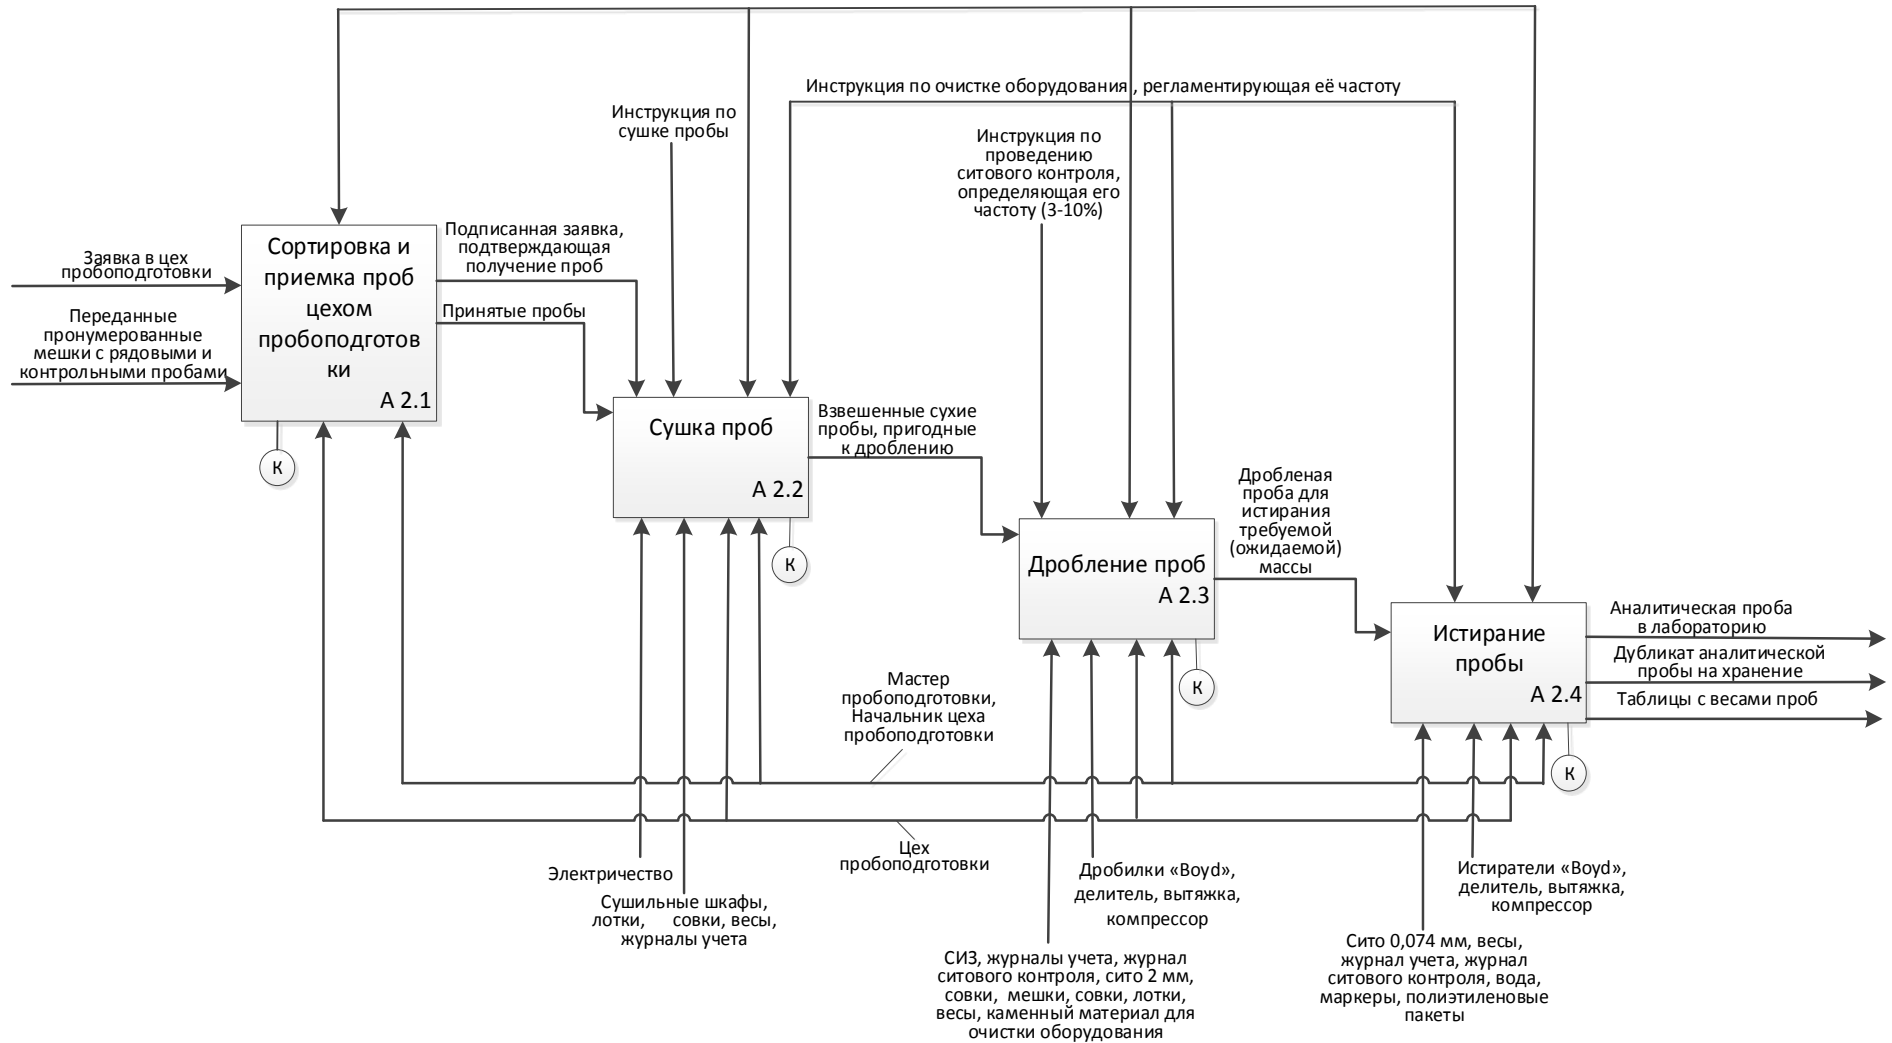 Инструкция по очистке оборудования , регламентирующая её частоту
Инструкция по
сушке пробы
Инструкция по
проведению
ситового контроля,
определяющая его
частоту (3-10%)
Заявка в цех
пробоподготовки
Переданные
пронумерованные
мешки с рядовыми и
контрольными пробами
Сортировка и
приемка проб
цехом
пробоподготов
ки
А 2.1
К
Подписанная заявка,
подтверждающая
получение проб
Принятые пробы
Сушка проб
А 2.2
К
Взвешенные сухие
пробы, пригодные
к дроблению
Дробление проб
А 2.3
К
Дробленая
проба для
истирания
требуемой
(ожидаемой)
массы
Истирание
пробы
А 2.4
К
Аналитическая проба
в лабораторию
Дубликат аналитической
пробы на хранение
Таблицы с весами проб
Мастер
пробоподготовки,
Начальник цеха
пробоподготовки
Цех
пробоподготовки
Электричество
Сушильные шкафы,
лотки, совки, весы,
журналы учета
Дробилки «Boyd»,
делитель, вытяжка,
компрессор
СИЗ, журналы учета, журнал
ситового контроля, сито 2 мм,
совки, мешки, совки, лотки,
весы, каменный материал для
очистки оборудования
Истиратели «Boyd»,
делитель, вытяжка,
компрессор
Сито 0,074 мм, весы,
журнал учета, журнал
ситового контроля, вода,
маркеры, полиэтиленовые
пакеты